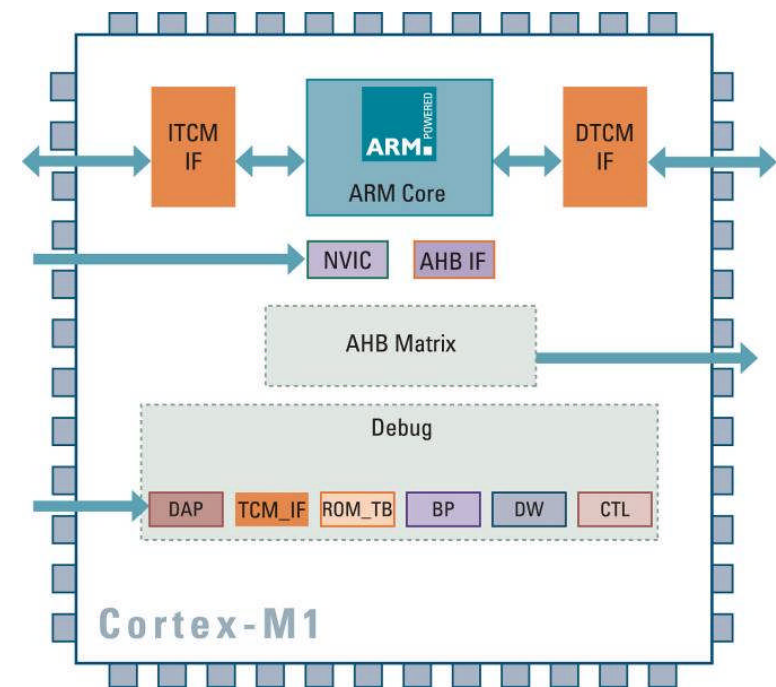 ITCM
IF
ARM POWERED
ARM Core
DTCM
IF
NVIC
AHB IF
AHB Matrix
Debug
DAP
TCM_IF
ROM_TB
BP
DW
CTL
Cortex-M1